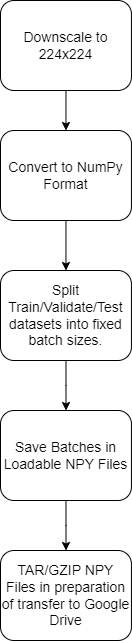 Downscale to
224x224
Convert to NumPy
Format
Split
Train/Validate/Test
datasets into fixed
batch sizes.
Save Batches in
Loadable NPY Files
TAR/GZIP NPY
Files in preparation
of transfer to Google
Drive